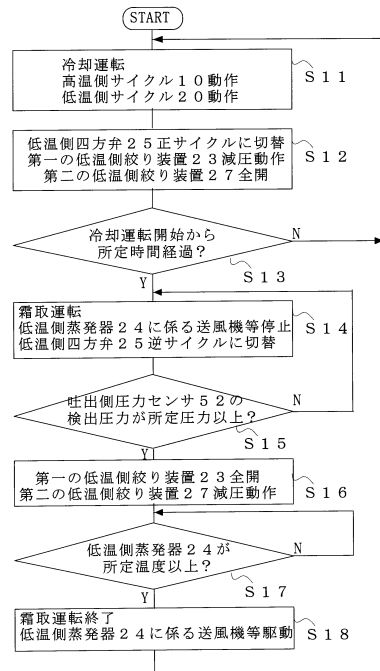 START
冷却運転
高温側サイクル１０動作
低温側サイクル２０動作
S１１
低温側四方弁２５正サイクルに切替
第一の低温側絞り装置２３減圧動作
第二の低温側絞り装置２７全開
S１２
冷却運転開始から
所定時間経過？
N
S１３
Y
霜取運転
低温側蒸発器２４に係る送風機等停止
低温側四方弁２５逆サイクルに切替
S１４
吐出側圧力センサ５２の
検出圧力が所定圧力以上？
N
S１５
Y
第一の低温側絞り装置２３全開
第二の低温側絞り装置２７減圧動作
S１６
低温側蒸発器２４が
所定温度以上？
N
S１７
Y
霜取運転終了
低温側蒸発器２４に係る送風機等駆動
S１８